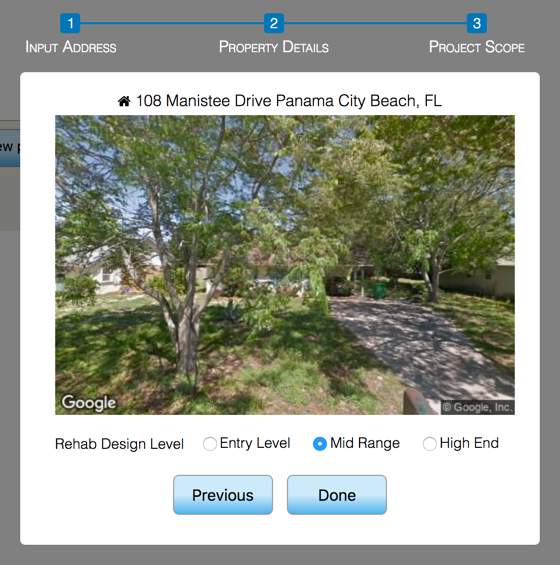 1 2 3
Input Address Property Details Project Scope
108 Manistee Drive Panama City Beach, FL
ew
Google © Google, Inc.
Rehab Design Level Entry Level Mid Range High End
Previous Done